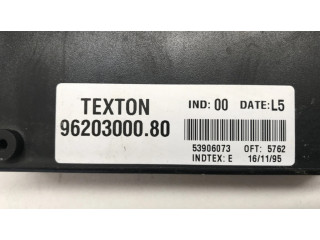 TEXTON IND: 00 DATE: L5
96203000.80
53906073 OFT: 5762
INDTEX: E 16/11/95